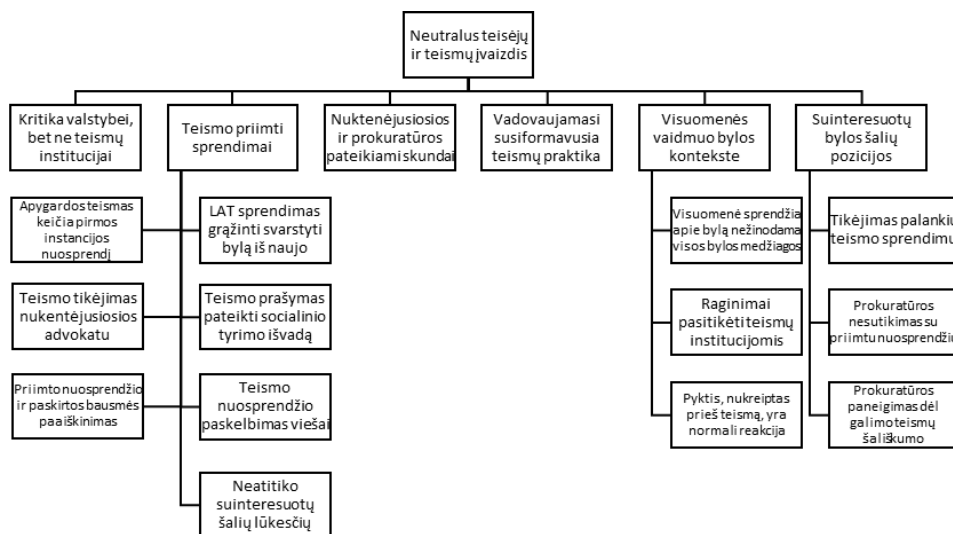 Neutralus teisėjų
ir teismų įvaizdis
Kritika valstybei,
bet ne teismų
institucijai
Teismo priimti
sprendimai
Nuktenėjusiosios
ir prokuratūros
pateikiami skundai
Vadovaujamasi
susiformavusia
teismų praktika
Visuomenės
vaidmuo bylos
kontekste
Suinteresuotų
bylos šalių
pozicijos
Apygardos teismas
keičia pirmos
instancijos
nuosprendį
LAT sprendimas
grąžinti svarstyti
bylą iš naujo
Visuomenė sprendžia
apie bylą nežinodama
visos bylos medžiagos
Tikėjimas palankiu
teismo sprendimu
Teismo tikėjimas
nukentėjusiosios
advokatu
Teismo prašymas
pateikti socialinio
tyrimo išvadą
Raginimai
pasitikėti teismų
institucijomis
Prokuratūros
nesutikimas su
priimtu nuosprendžiu
Priimto nuosprendžio
ir paskirtos bausmės
paaiškinimas
Teismo
nuosprendžio
paskelbimas viešai
Pyktis, nukreiptas
prieš teismą, yra
normali reakcija
Prokuratūros
paneigimas dėl
galimo teismų
šališkumo
Neatitiko
suinteresuotų
šalių lūkesčių